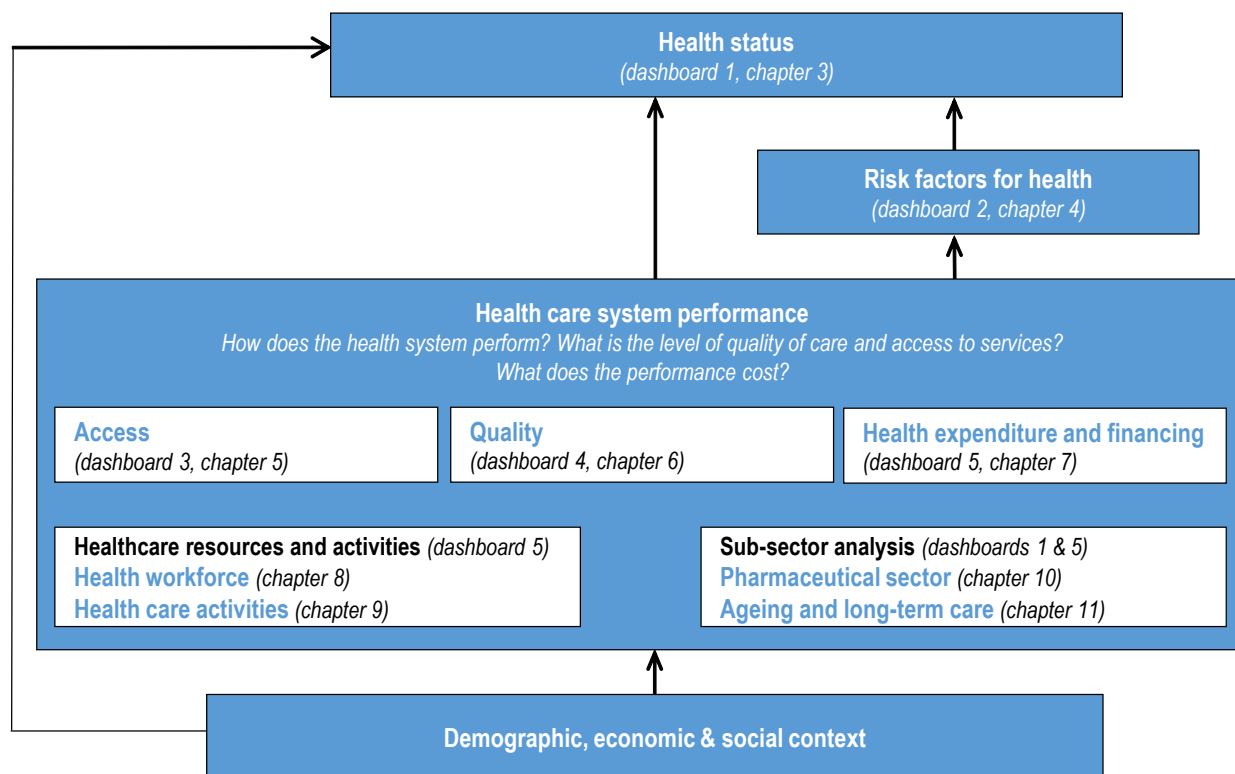 Health status
(dashboard 1, chapter 3)
Risk factors for health
(dashboard 2, chapter 4)
Health care system performance
How does the health system perform? What is the level of quality of care and access to services?
What does the performance cost?
Access
(dashboard 3, chapter 5)
Quality
(dashboard 4, chapter 6)
Health expenditure and financing
(dashboard 5, chapter 7)
Healthcare resources and activities (dashboard 5)
Health workforce (chapter 8)
Health care activities (chapter 9)
Sub-sector analysis (dashboards 1 & 5)
Pharmaceutical sector (chapter 10)
Ageing and long-term care (chapter 11)
Demographic, economic & social context